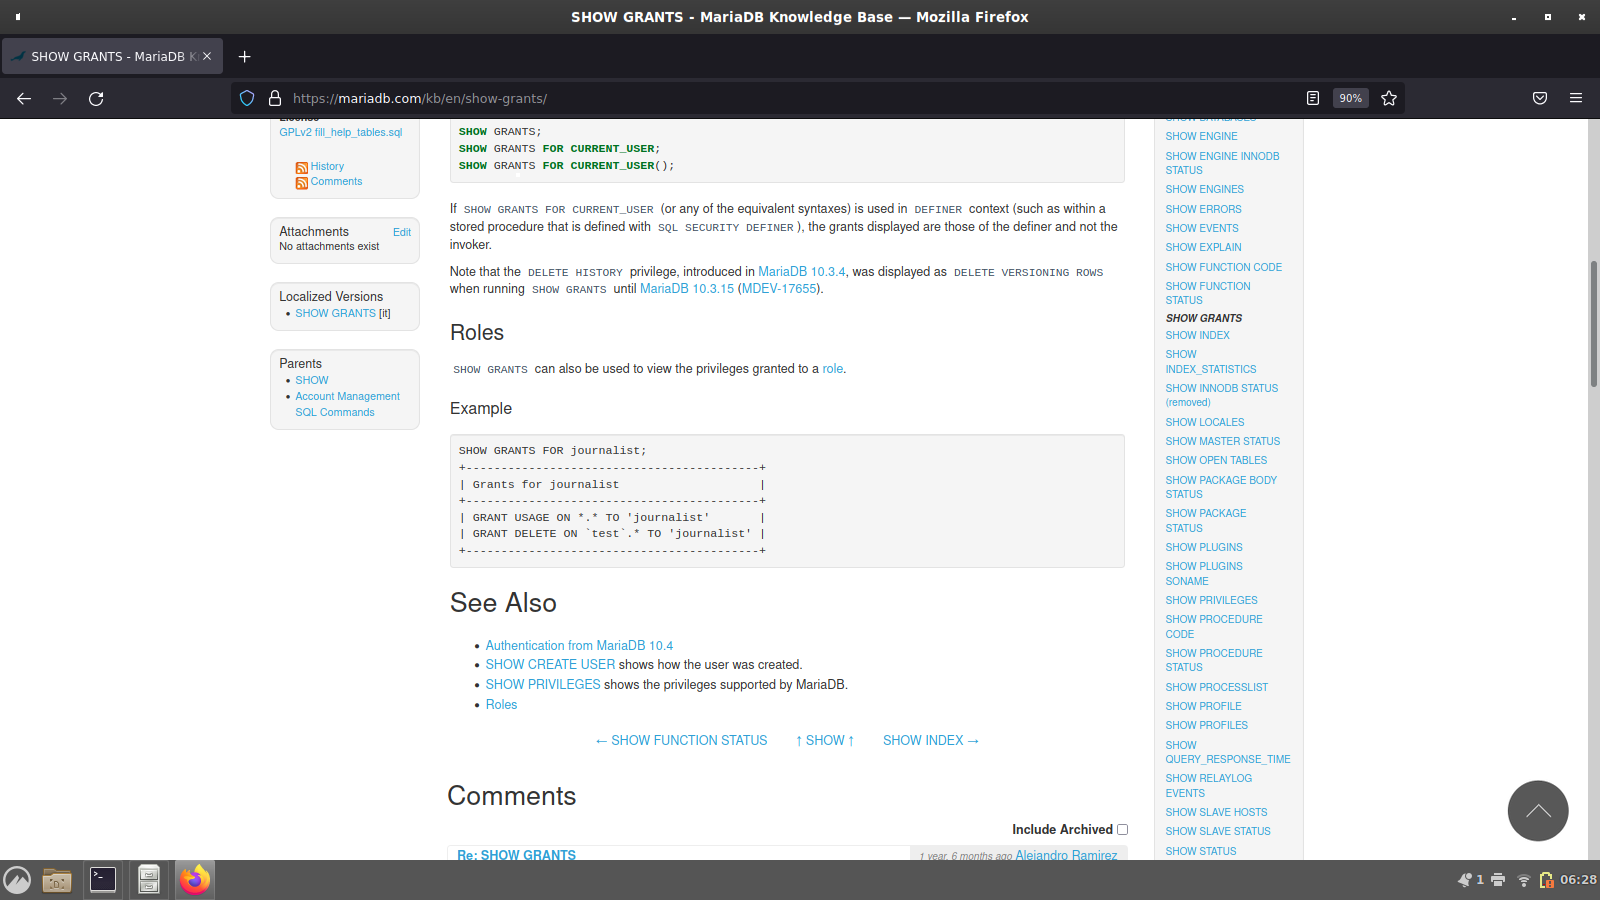 SHOW GRANTS - MariaDB Knowledge Base — Mozilla Firefox
SHOW GRANTS - MariaDB K
https://mariadb.com/kb/en/show-grants/
90%
License
GPLv2 fill_help_tables.sql
History
Comments
Attachments Edit
No attachments exist
Localized Versions
SHOW GRANTS [it]
Parents
SHOW
Account Management
SQL Commands
SHOW GRANTS;
SHOW GRANTS FOR CURRENT_USER;
SHOW GRANTS FOR CURRENT_USER();
If SHOW GRANTS FOR CURRENT_USER (or any of the equivalent syntaxes) is used in DEFINER context (such as within a
stored procedure that is defined with SQL SECURITY DEFINER), the grants displayed are those of the definer and not the
invoker.
Note that the DELETE HISTORY privilege, introduced in MariaDB 10.3.4, was displayed as DELETE VERSIONING ROWS
when running SHOW GRANTS until MariaDB 10.3.15 (MDEV-17655).
Roles
SHOW GRANTS can also be used to view the privileges granted to a role.
Example
SHOW GRANTS FOR journalist;
+------------------------------------------+
| Grants for journalist                    |
+------------------------------------------+
| GRANT USAGE ON *.* TO 'journalist'       |
| GRANT DELETE ON `test`.* TO 'journalist' |
+------------------------------------------+
See Also
Authentication from MariaDB 10.4
SHOW CREATE USER shows how the user was created.
SHOW PRIVILEGES shows the privileges supported by MariaDB.
Roles
← SHOW FUNCTION STATUS ↑ SHOW ↑ SHOW INDEX →
Comments
Include Archived
Re: SHOW GRANTS
1 year, 6 months ago Alejandro Ramirez
SHOW DATABASES
SHOW ENGINE
SHOW ENGINE INNODB
STATUS
SHOW ENGINES
SHOW ERRORS
SHOW EVENTS
SHOW EXPLAIN
SHOW FUNCTION CODE
SHOW FUNCTION
STATUS
SHOW GRANTS
SHOW INDEX
SHOW
INDEX_STATISTICS
SHOW INNODB STATUS
(removed)
SHOW LOCALES
SHOW MASTER STATUS
SHOW OPEN TABLES
SHOW PACKAGE BODY
STATUS
SHOW PACKAGE
STATUS
SHOW PLUGINS
SHOW PLUGINS
SONAME
SHOW PRIVILEGES
SHOW PROCEDURE
CODE
SHOW PROCEDURE
STATUS
SHOW PROCESSLIST
SHOW PROFILE
SHOW PROFILES
SHOW
QUERY_RESPONSE_TIME
SHOW RELAYLOG
EVENTS
SHOW SLAVE HOSTS
SHOW SLAVE STATUS
SHOW STATUS
1
06:28